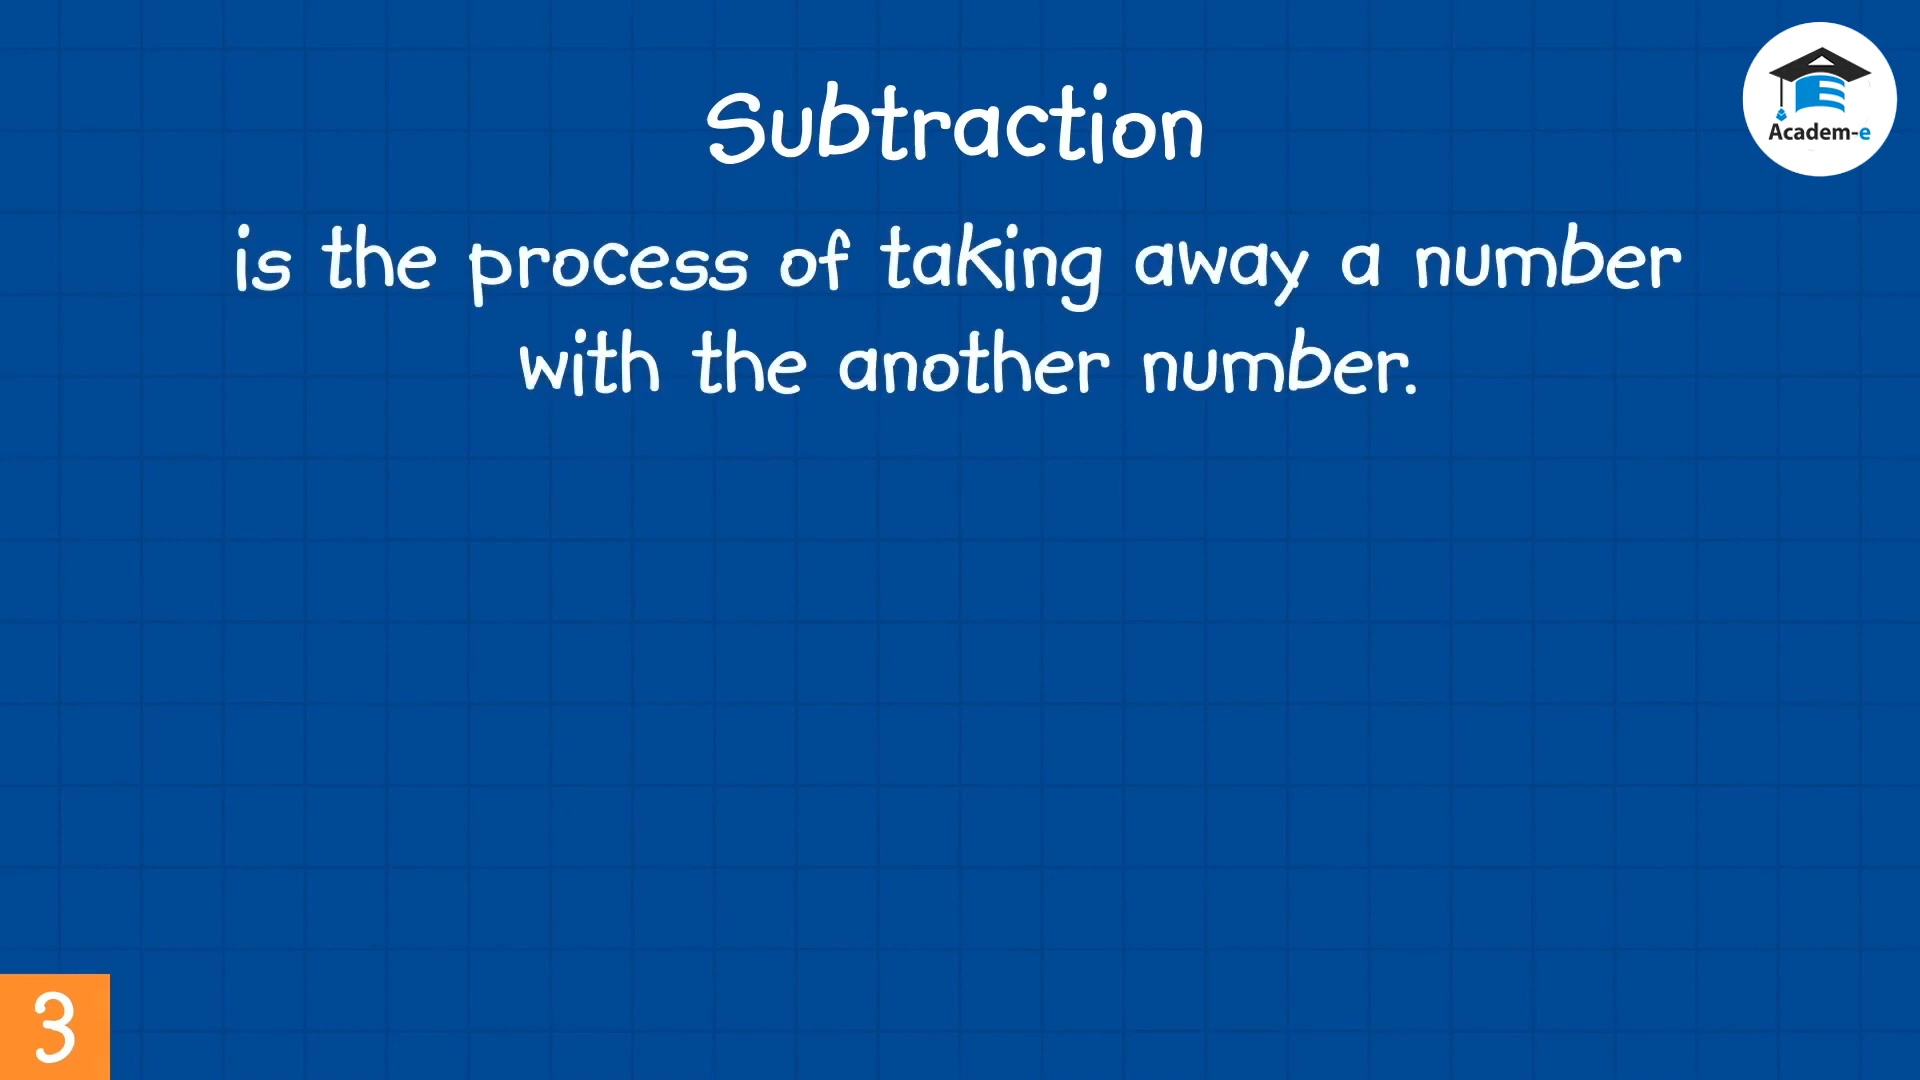 Subtraction
Academ-e
is the process of taking away a number
with the another number.
3